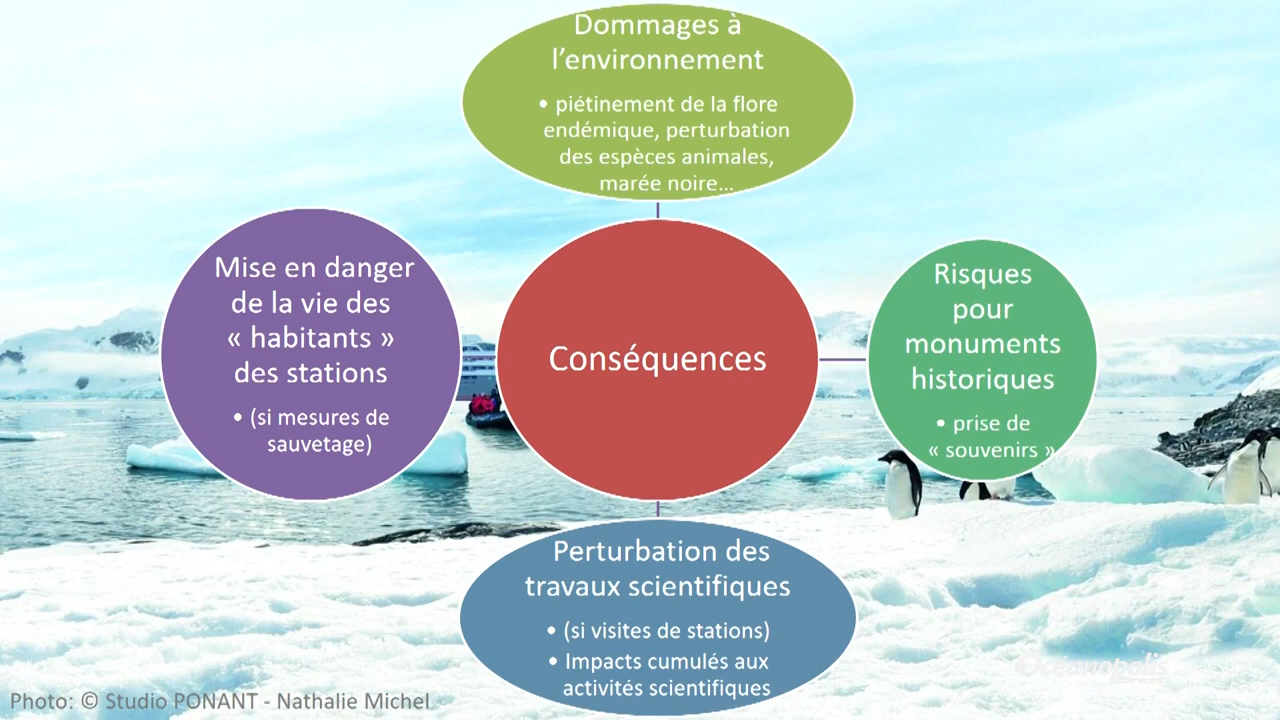 Dommages à
l’environnement
• piétinement de la flore
endémique, perturbation
des espèces animales,
marée noire…
Mise en danger
de la vie des
« habitants »
des stations
• (si mesures de
sauvetage)
Conséquences
Risques
pour
monuments
historiques
• prise de
« souvenirs »
Perturbation des
travaux scientifiques
• (si visites de stations)
• Impacts cumulés aux
activités scientifiques
Océanopolis
Photo: © Studio PONANT - Nathalie Michel